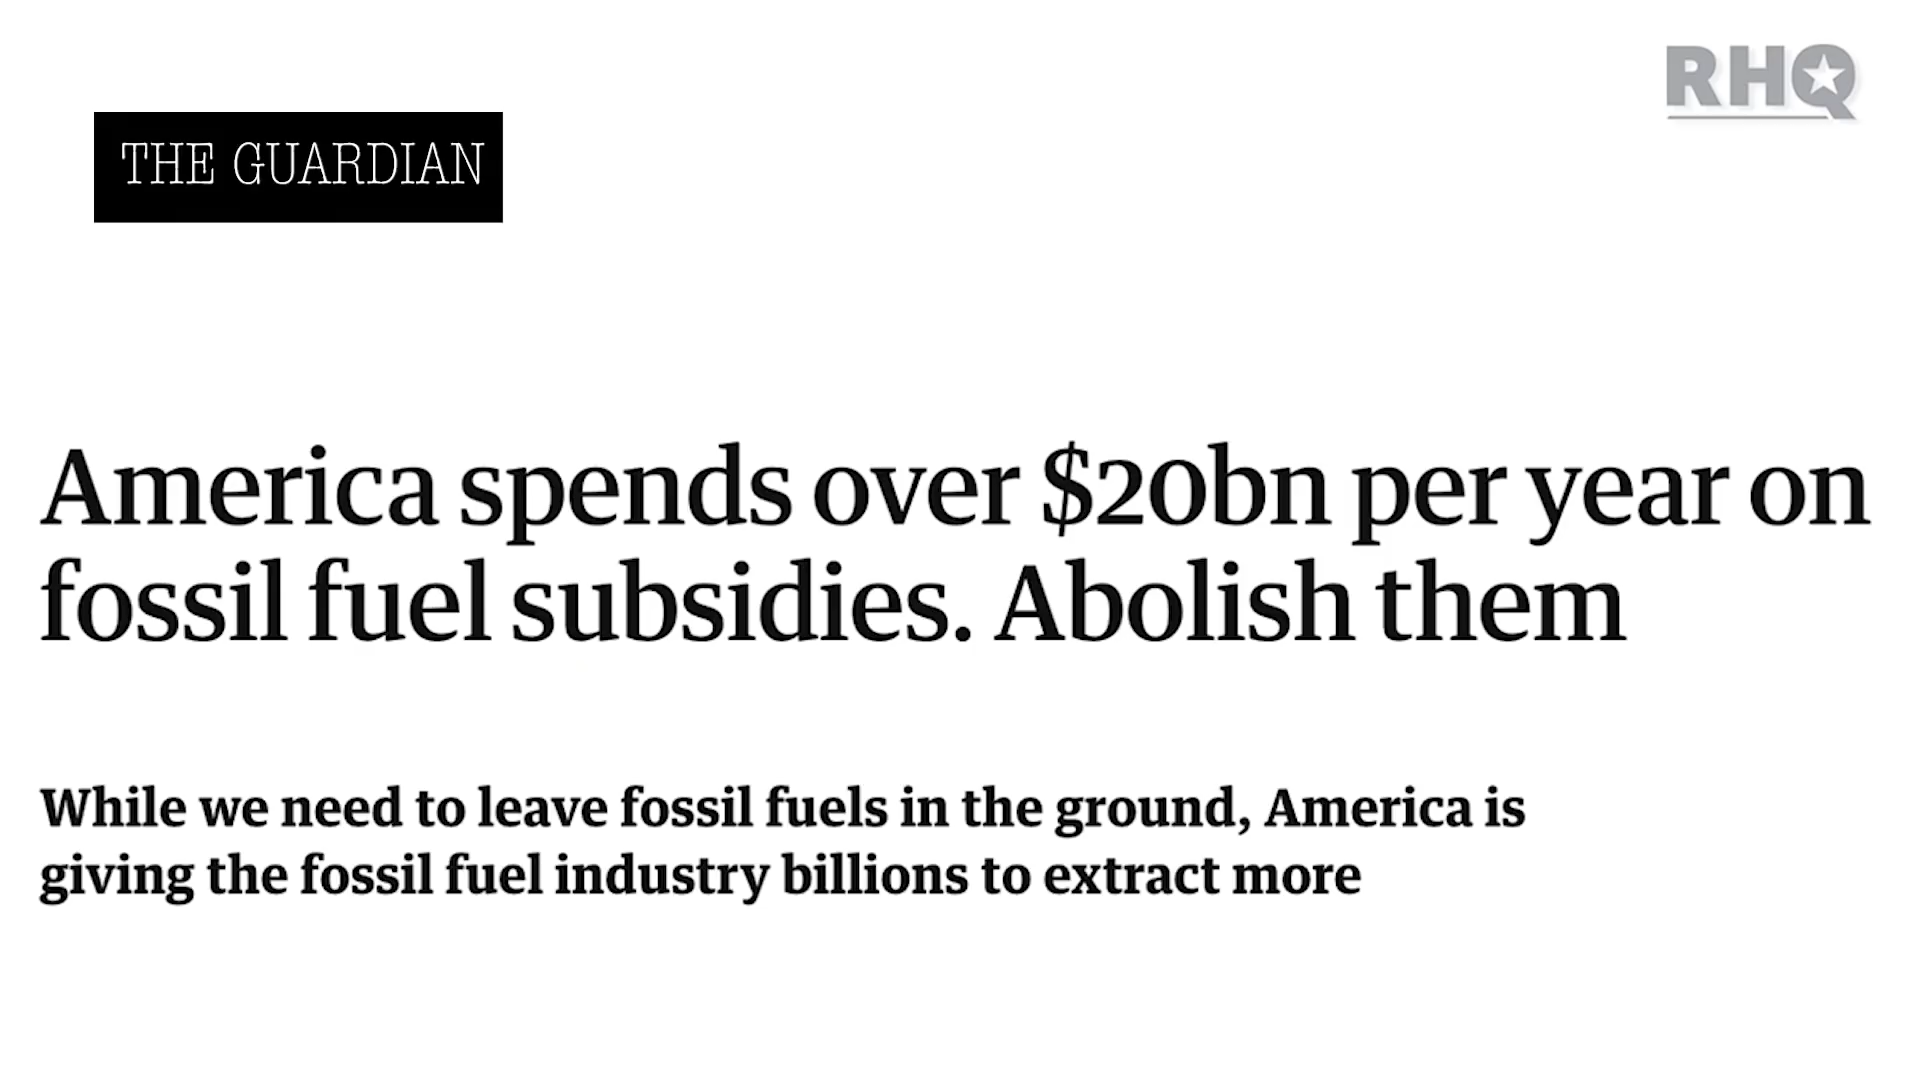 RHQ
THE GUARDIAN
America spends over $20bn per year on
fossil fuel subsidies. Abolish them
While we need to leave fossil fuels in the ground, America is
giving the fossil fuel industry billions to extract more